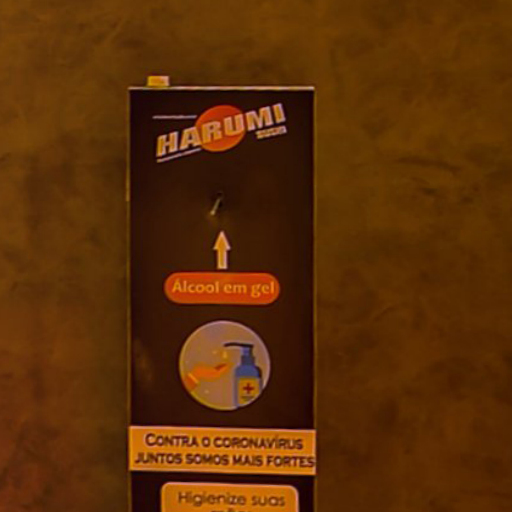 HARUMI
Álcool em gel
CONTRA O CORONAVÍRUS
JUNTOS SOMOS MAIS FORTES
Higienize suas